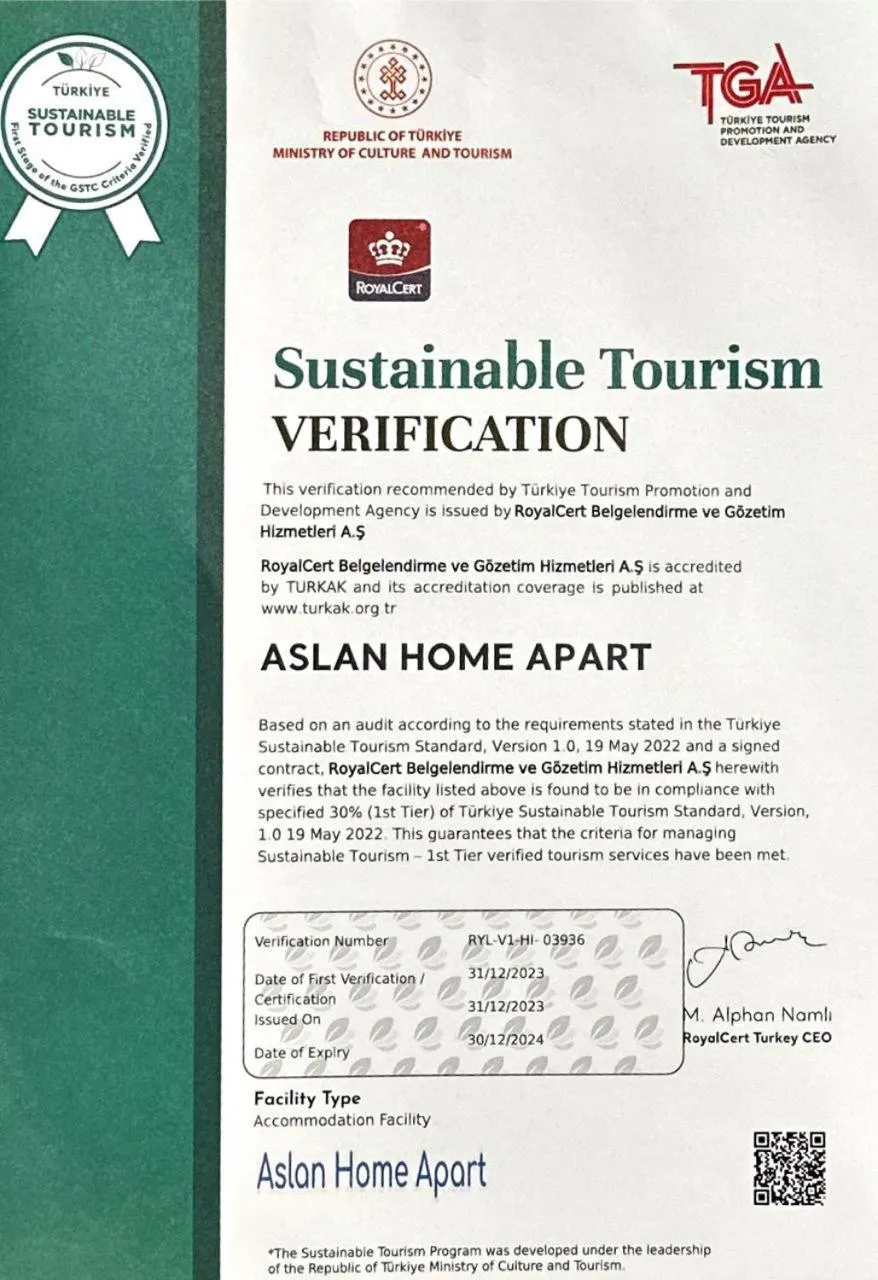 TÜRKİYE
SUSTAINABLE
TOURISM
First Stage of the GSTC Criteria Verified
REPUBLIC OF TÜRKİYE
MINISTRY OF CULTURE AND TOURISM
TGA
TÜRKİYE TOURISM
PROMOTION AND
DEVELOPMENT AGENCY
ROYALCERT
Sustainable Tourism
VERIFICATION
This verification recommended by Türkiye Tourism Promotion and
Development Agency is issued by RoyalCert Belgelendirme ve Gözetim
Hizmetleri A.Ş
RoyalCert Belgelendirme ve Gözetim Hizmetleri A.Ş is accredited
by TURKAK and its accreditation coverage is published at
www.turkak.org tr
ASLAN HOME APART
Based on an audit according to the requirements stated in the Türkiye
Sustainable Tourism Standard, Version 1.0, 19 May 2022 and a signed
contract, RoyalCert Belgelendirme ve Gözetim Hizmetleri A.Ş herewith
verifies that the facility listed above is found to be in compliance with
specified 30% (1st Tier) of Türkiye Sustainable Tourism Standard, Version,
1.0 19 May 2022. This guarantees that the criteria for managing
Sustainable Tourism – 1st Tier verified tourism services have been met.
Verification Number RYL-V1-HI- 03936
Date of First Verification / 31/12/2023
Certification
Issued On 31/12/2023
Date of Expiry 30/12/2024
M. Alphan Namlı
RoyalCert Turkey CEO
Facility Type
Accommodation Facility
Aslan Home Apart
*The Sustainable Tourism Program was developed under the leadership
of the Republic of Türkiye Ministry of Culture and Tourism.